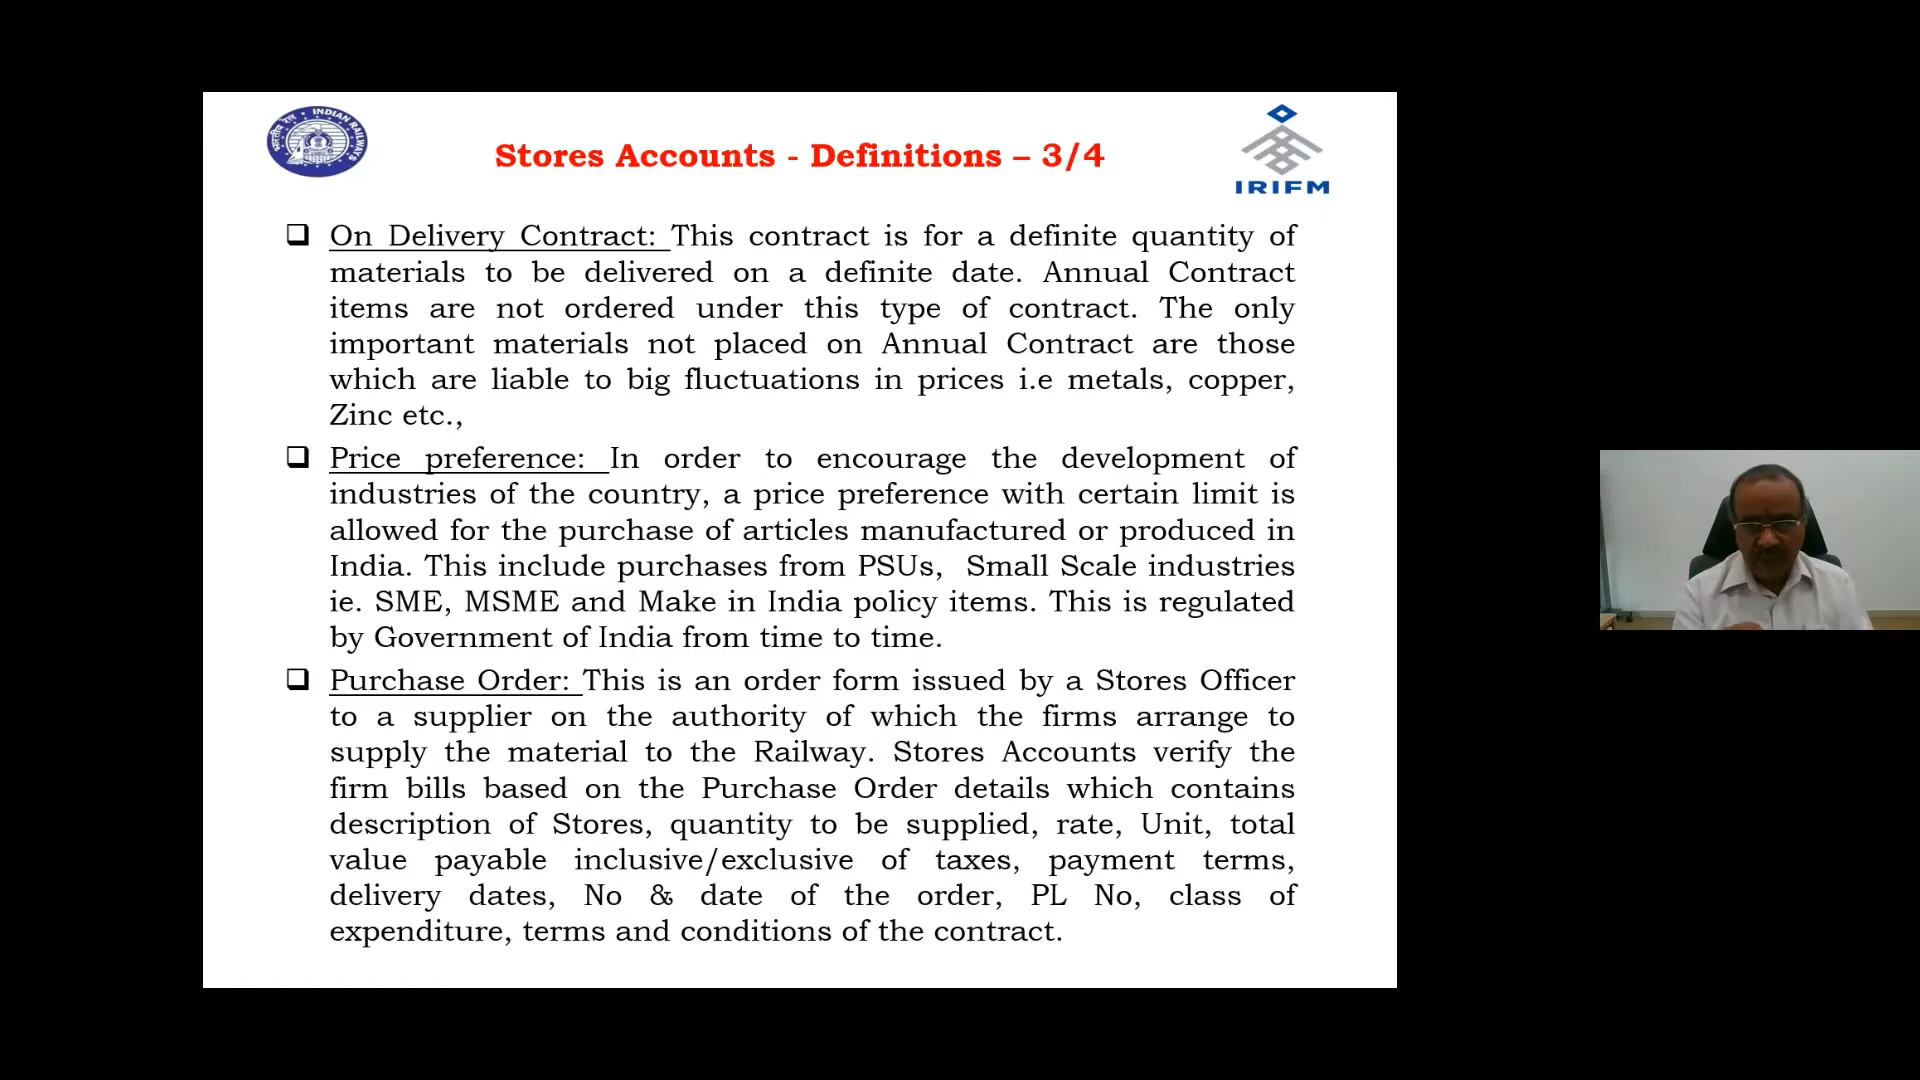 INDIAN RAILWAYS
भारतीय रेल
Stores Accounts - Definitions – 3/4
IRIFM
❑ On Delivery Contract: This contract is for a definite quantity of
materials to be delivered on a definite date. Annual Contract
items are not ordered under this type of contract. The only
important materials not placed on Annual Contract are those
which are liable to big fluctuations in prices i.e metals, copper,
Zinc etc.,
❑ Price preference: In order to encourage the development of
industries of the country, a price preference with certain limit is
allowed for the purchase of articles manufactured or produced in
India. This include purchases from PSUs, Small Scale industries
ie. SME, MSME and Make in India policy items. This is regulated
by Government of India from time to time.
❑ Purchase Order: This is an order form issued by a Stores Officer
to a supplier on the authority of which the firms arrange to
supply the material to the Railway. Stores Accounts verify the
firm bills based on the Purchase Order details which contains
description of Stores, quantity to be supplied, rate, Unit, total
value payable inclusive/exclusive of taxes, payment terms,
delivery dates, No & date of the order, PL No, class of
expenditure, terms and conditions of the contract.